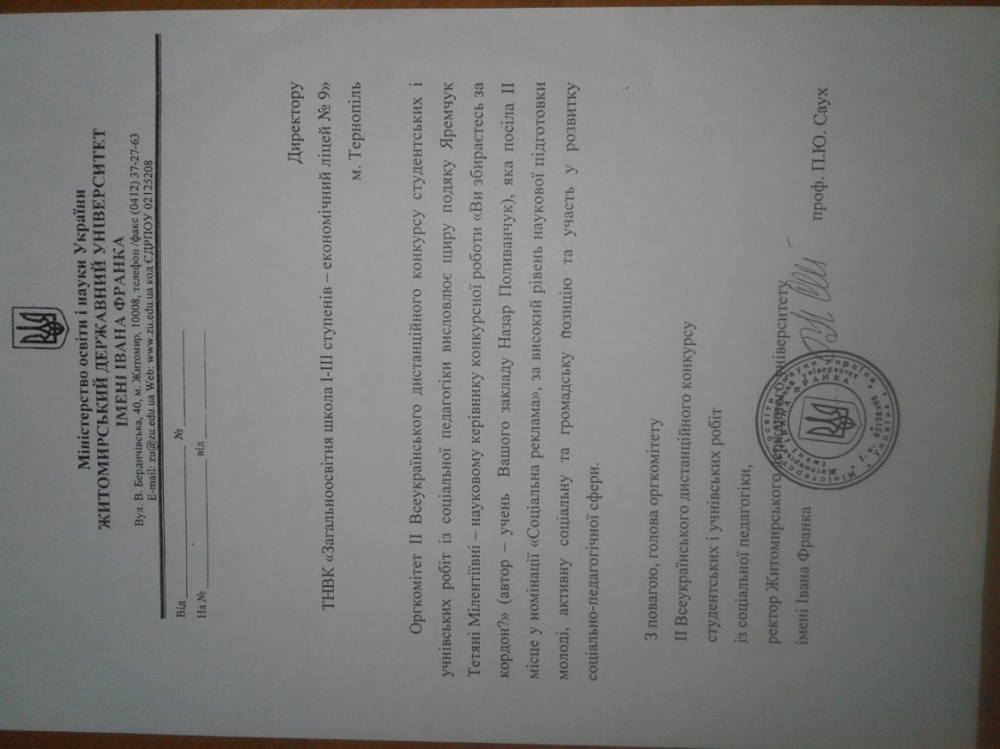 Міністерство освіти і науки України
ЖИТОМИРСЬКИЙ ДЕРЖАВНИЙ УНІВЕРСИТЕТ
ІМЕНІ ІВАНА ФРАНКА
Вул. В. Бердичівська, 40, м. Житомир, 10008, телефон /факс (0412) 37-27-63
E-mail: zu@zu.edu.ua Web: www.zu.edu.ua код ЄДРПОУ 02125208
Від __________ № __________
На № __________ від __________
Директору
ТНВК «Загальноосвітня школа І-ІІІ ступенів – економічний ліцей № 9»
м. Тернопіль
Оргкомітет ІІ Всеукраїнського дистанційного конкурсу студентських і
учнівських робіт із соціальної педагогіки висловлює щиру подяку Яремчук
Тетяні Мілентіївні – науковому керівнику конкурсної роботи «Ви збираєтесь за
кордон?» (автор – учень Вашого закладу Назар Поливанчук), яка посіла ІІ
місце у номінації «Соціальна реклама», за високий рівень наукової підготовки
молоді, активну соціальну та громадську позицію та участь у розвитку
соціально-педагогічної сфери.
З повагою, голова оргкомітету
ІІ Всеукраїнського дистанційного конкурсу
студентських і учнівських робіт
із соціальної педагогіки,
ректор Житомирського державного університету
імені Івана Франка
проф. П.Ю. Саух